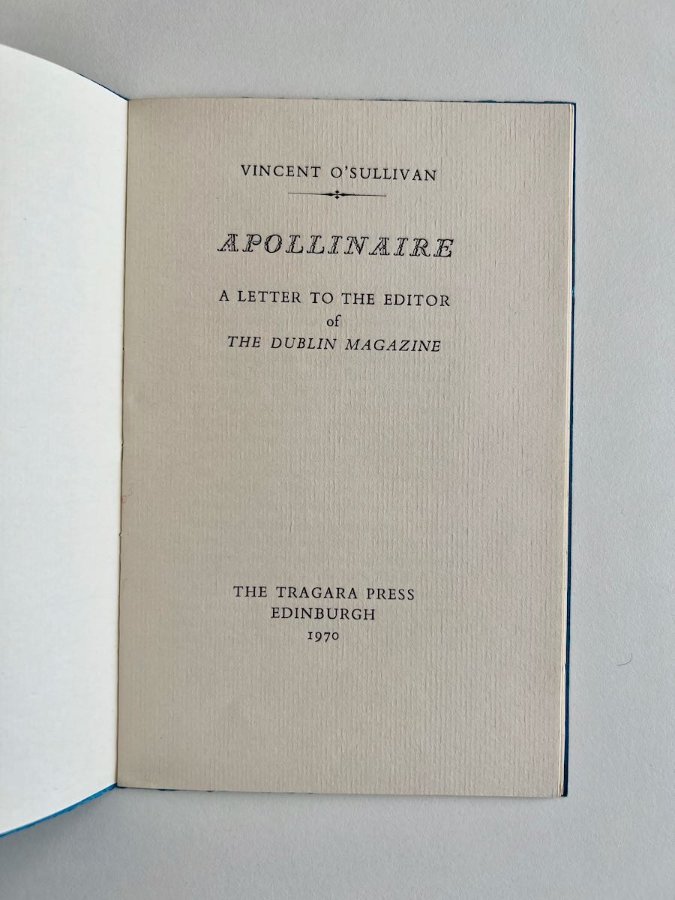 VINCENT O'SULLIVAN
APOLLINAIRE
A LETTER TO THE EDITOR
of
THE DUBLIN MAGAZINE
THE TRAGARA PRESS
EDINBURGH
1970